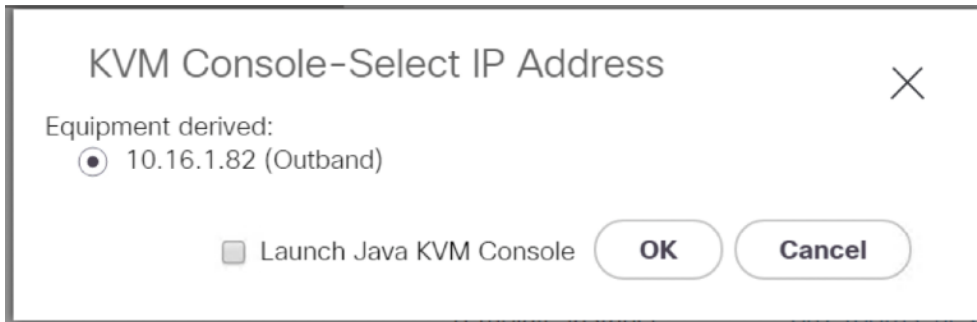 KVM Console-Select IP Address
Equipment derived:
10.16.1.82 (Outband)
Launch Java KVM Console
OK
Cancel